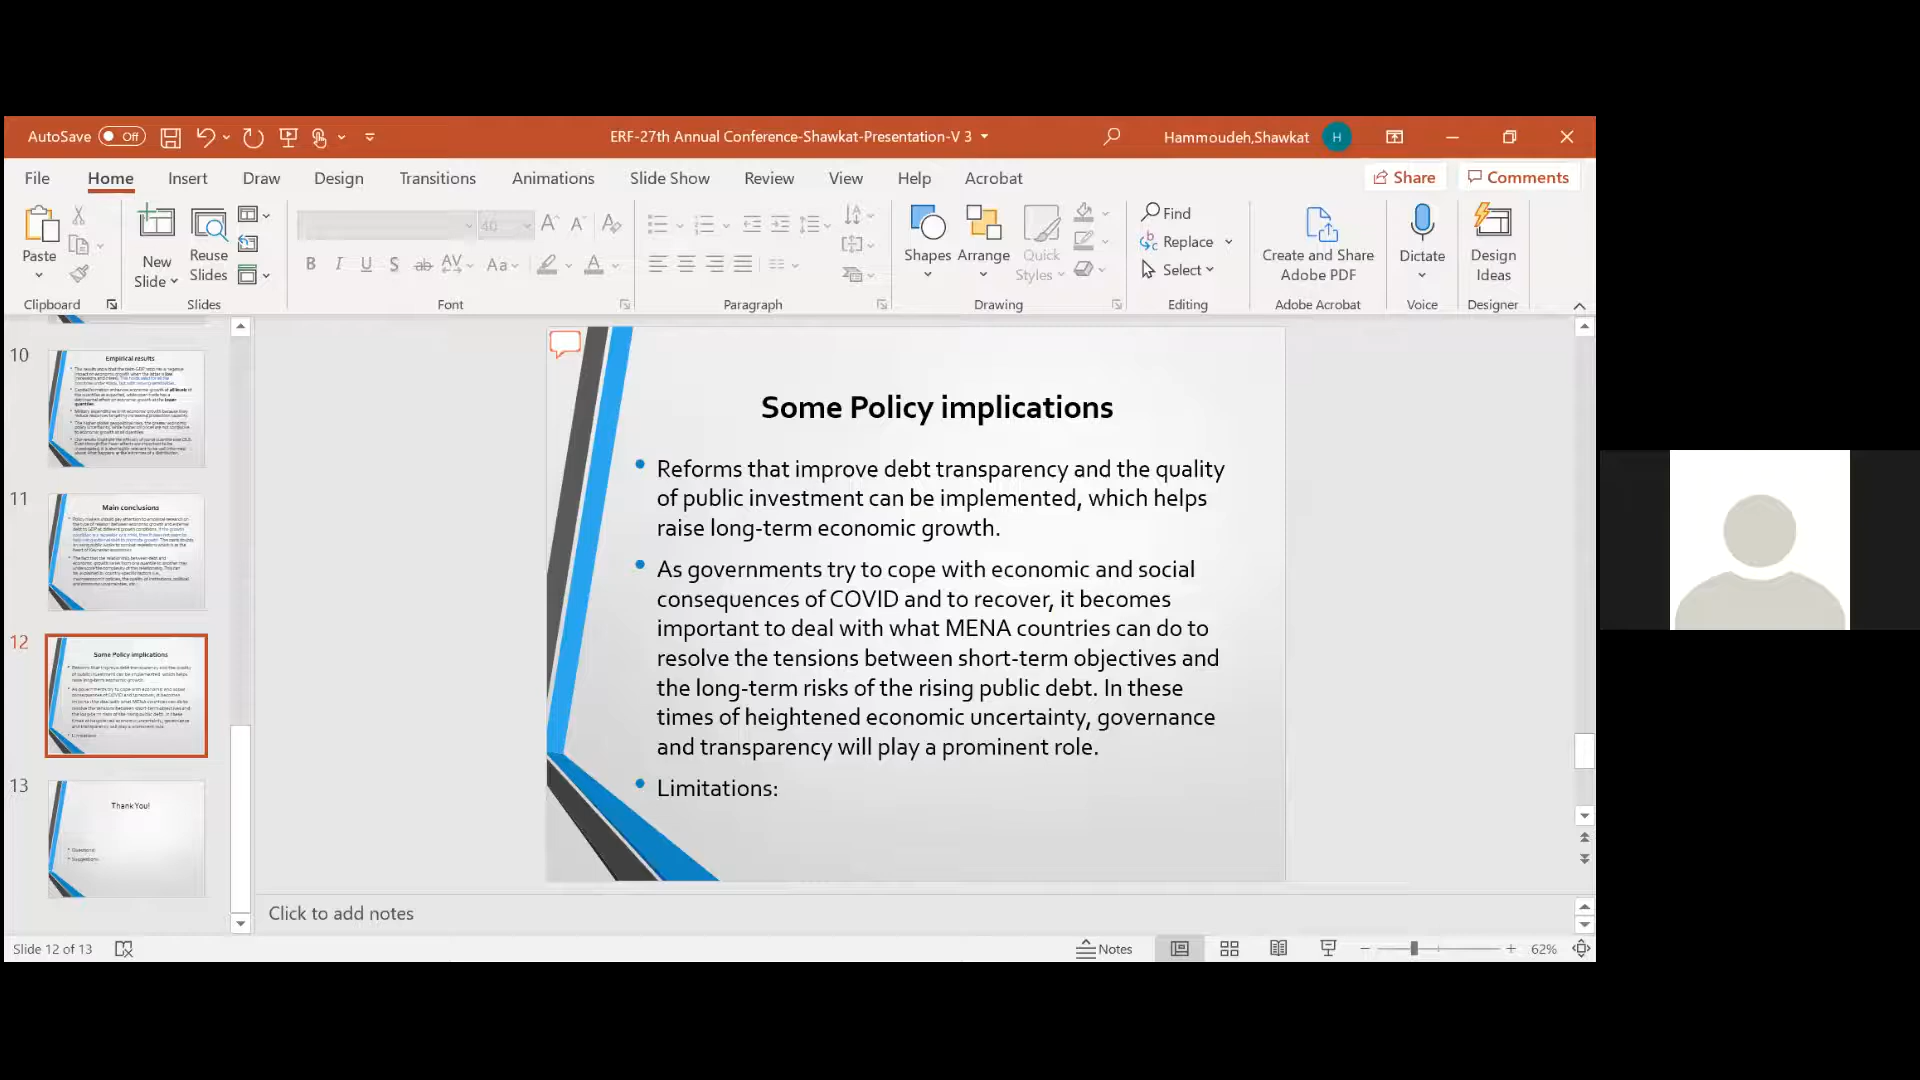 AutoSave Off
ERF-27th Annual Conference-Shawkat-Presentation-V 3
Hammoudeh,Shawkat H
File Home Insert Draw Design Transitions Animations Slide Show Review View Help Acrobat
Share Comments
Paste
New
Slide
Reuse
Slides
40
B I U S ab AV Aa A
Shapes Arrange Quick
Styles
Find
Replace
Select
Create and Share
Adobe PDF
Dictate
Design
Ideas
Clipboard Slides Font Paragraph Drawing Editing Adobe Acrobat Voice Designer
10
Empirical results
11
Main conclusions
12
Some Policy implications
13
Thank You!
Some Policy implications
Reforms that improve debt transparency and the quality
of public investment can be implemented, which helps
raise long-term economic growth.
As governments try to cope with economic and social
consequences of COVID and to recover, it becomes
important to deal with what MENA countries can do to
resolve the tensions between short-term objectives and
the long-term risks of the rising public debt. In these
times of heightened economic uncertainty, governance
and transparency will play a prominent role.
Limitations:
Click to add notes
Slide 12 of 13
Notes
62%